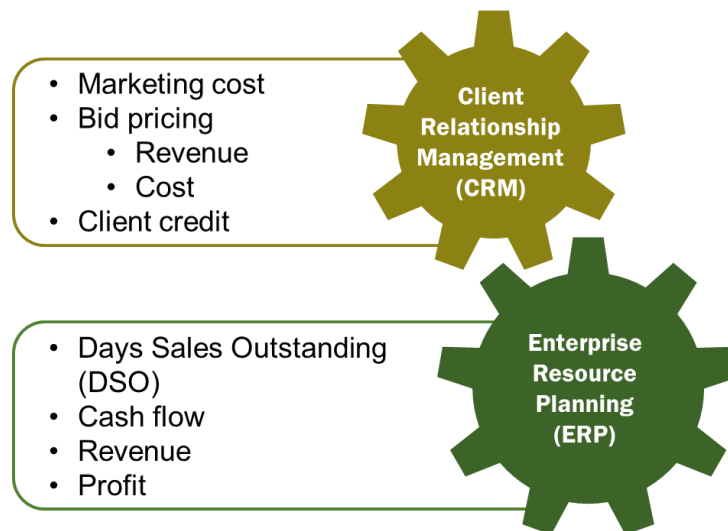 • Marketing cost
• Bid pricing
• Revenue
• Cost
• Client credit
Client
Relationship
Management
(CRM)
• Days Sales Outstanding
(DSO)
• Cash flow
• Revenue
• Profit
Enterprise
Resource
Planning
(ERP)